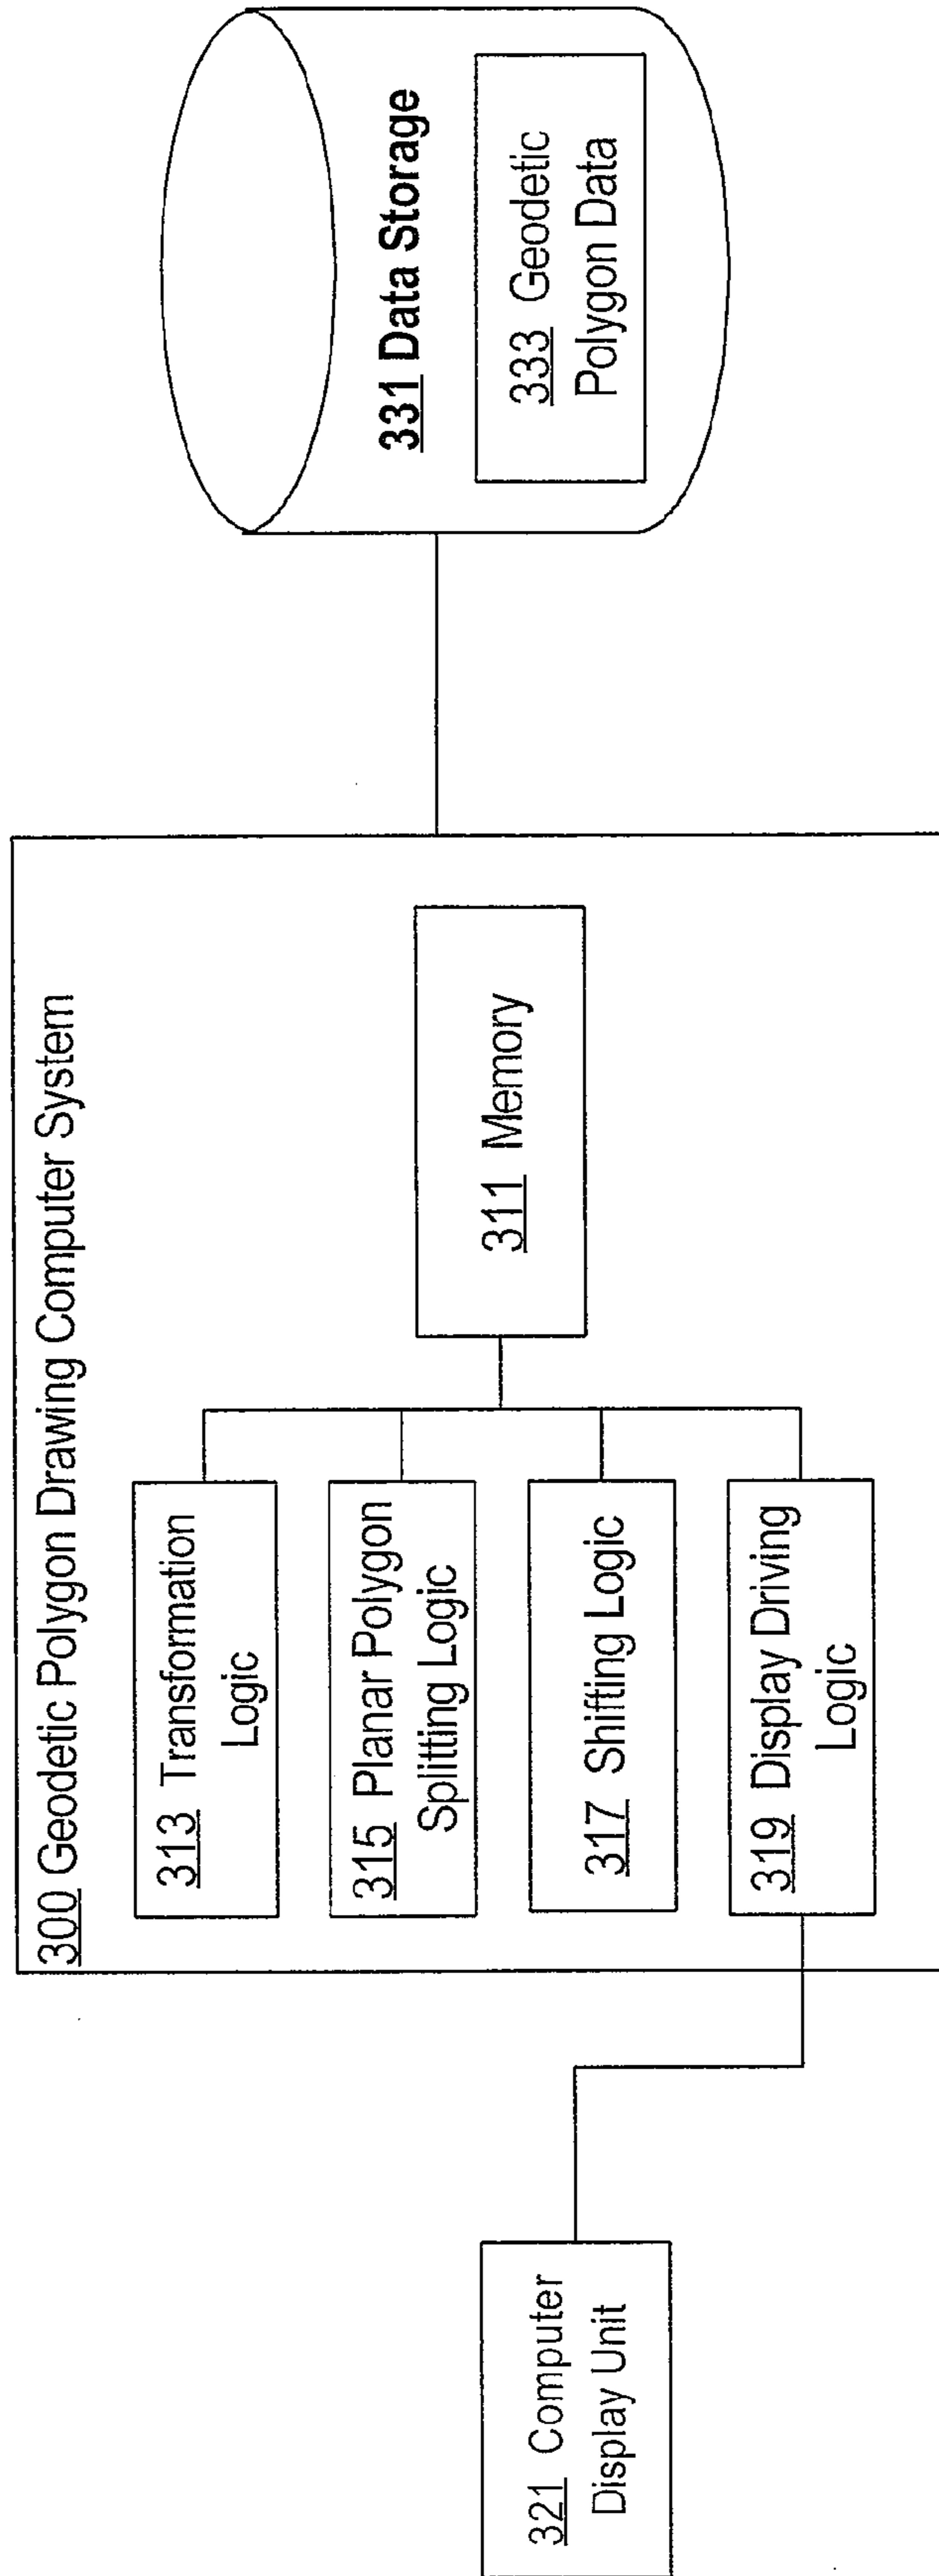 300 Geodetic Polygon Drawing Computer System
321 Computer
Display Unit
313 Transformation
Logic
315 Planar Polygon
Splitting Logic
317 Shifting Logic
319 Display Driving
Logic
311 Memory
331 Data Storage
333 Geodetic
Polygon Data